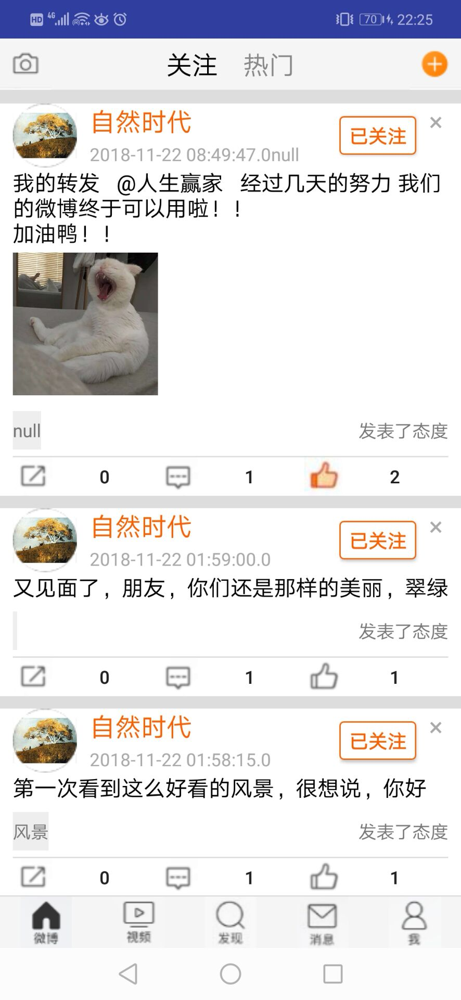 HD 4G 70 22:25
关注 热门
自然时代
已关注
2018-11-22 08:49:47.0null
我的转发 @人生赢家 经过几天的努力 我们
的微博终于可以用啦！！
加油鸭！！
null 发表了态度
0 1 2
自然时代
已关注
2018-11-22 01:59:00.0
又见面了，朋友，你们还是那样的美丽，翠绿
发表了态度
0 1 1
自然时代
已关注
2018-11-22 01:58:15.0
第一次看到这么好看的风景，很想说，你好
风景 发表了态度
0 1 1
微博 视频 发现 消息 我